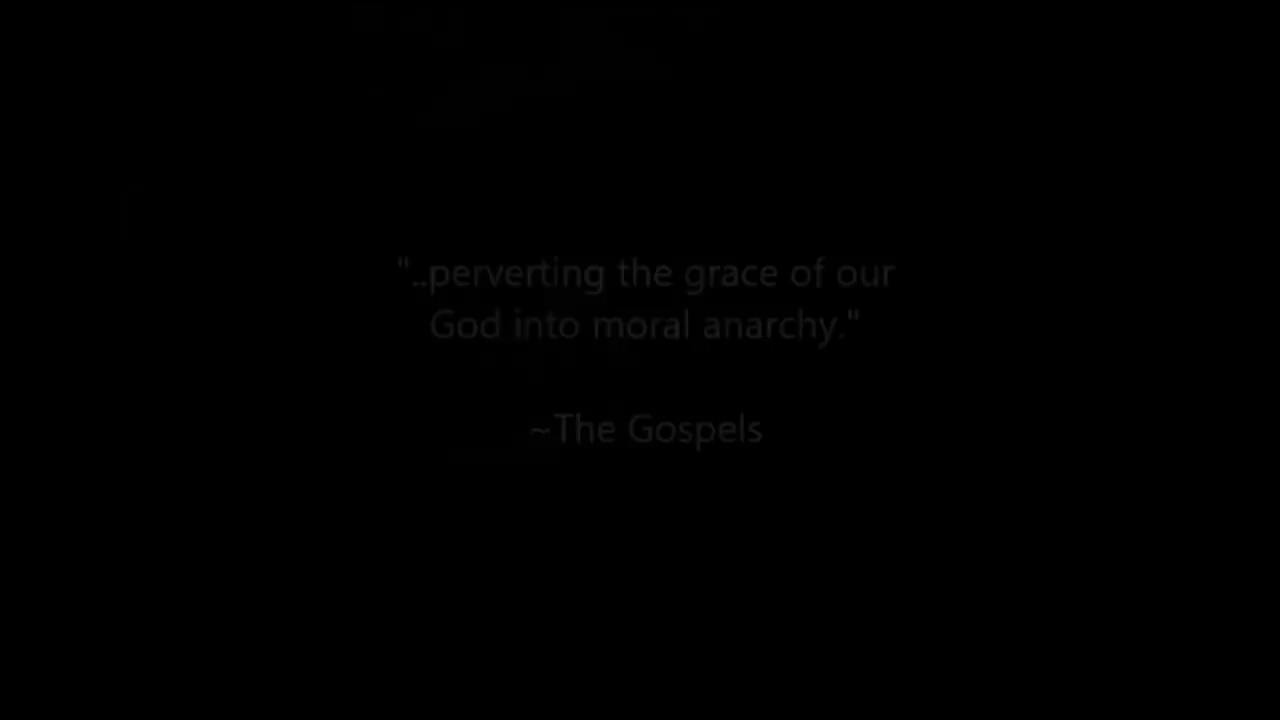 "..perverting the grace of our
God into moral anarchy."
~The Gospels